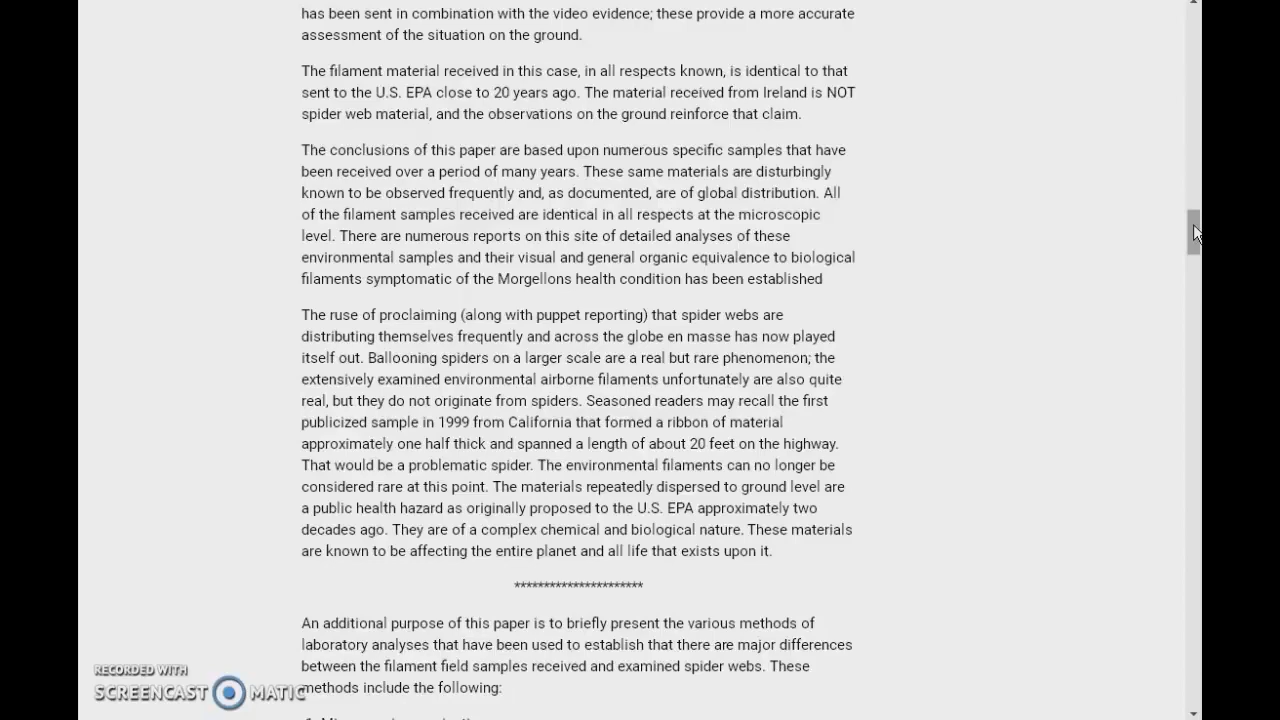 has been sent in combination with the video evidence; these provide a more accurate
assessment of the situation on the ground.
The filament material received in this case, in all respects known, is identical to that
sent to the U.S. EPA close to 20 years ago. The material received from Ireland is NOT
spider web material, and the observations on the ground reinforce that claim.
The conclusions of this paper are based upon numerous specific samples that have
been received over a period of many years. These same materials are disturbingly
known to be observed frequently and, as documented, are of global distribution. All
of the filament samples received are identical in all respects at the microscopic
level. There are numerous reports on this site of detailed analyses of these
environmental samples and their visual and general organic equivalence to biological
filaments symptomatic of the Morgellons health condition has been established
The ruse of proclaiming (along with puppet reporting) that spider webs are
distributing themselves frequently and across the globe en masse has now played
itself out. Ballooning spiders on a larger scale are a real but rare phenomenon; the
extensively examined environmental airborne filaments unfortunately are also quite
real, but they do not originate from spiders. Seasoned readers may recall the first
publicized sample in 1999 from California that formed a ribbon of material
approximately one half thick and spanned a length of about 20 feet on the highway.
That would be a problematic spider. The environmental filaments can no longer be
considered rare at this point. The materials repeatedly dispersed to ground level are
a public health hazard as originally proposed to the U.S. EPA approximately two
decades ago. They are of a complex chemical and biological nature. These materials
are known to be affecting the entire planet and all life that exists upon it.
**********************
An additional purpose of this paper is to briefly present the various methods of
laboratory analyses that have been used to establish that there are major differences
between the filament field samples received and examined spider webs. These
methods include the following:
RECORDED WITH
SCREENCAST MATIC